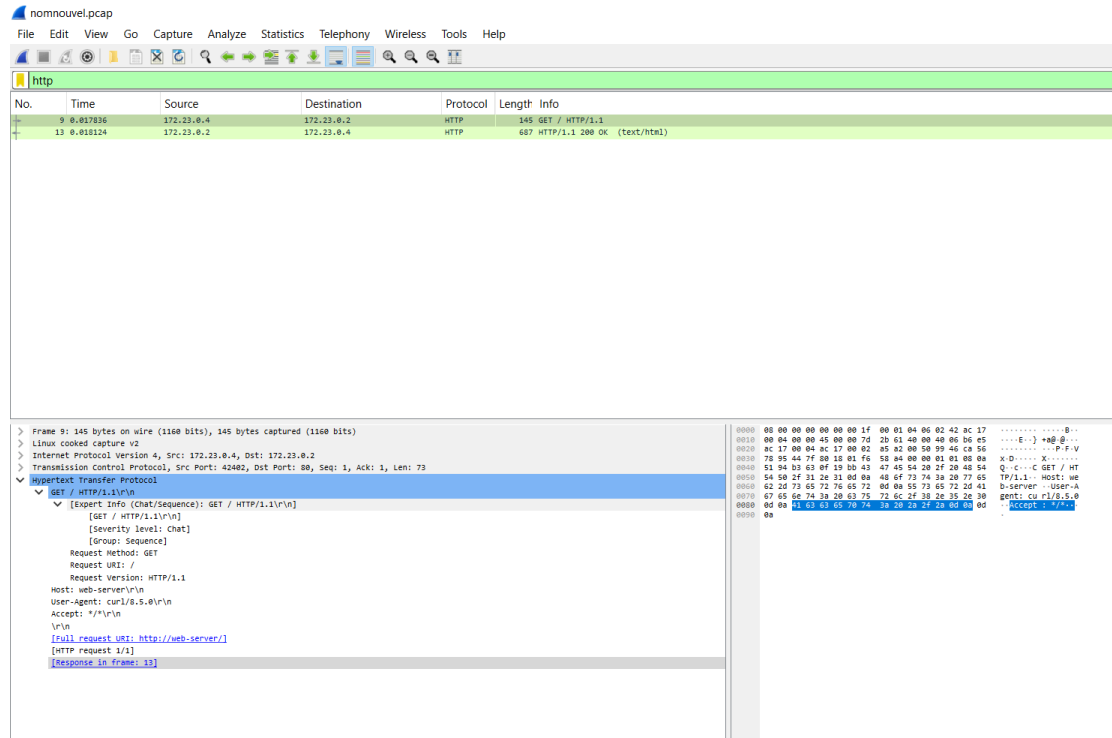 nomnouvel.pcap
File Edit View Go Capture Analyze Statistics Telephony Wireless Tools Help
http
No. Time Source Destination Protocol Length Info
9 0.017836 172.23.0.4 172.23.0.2 HTTP 145 GET / HTTP/1.1
13 0.018124 172.23.0.2 172.23.0.4 HTTP 687 HTTP/1.1 200 OK (text/html)
Frame 9: 145 bytes on wire (1160 bits), 145 bytes captured (1160 bits)
Linux cooked capture v2
Internet Protocol Version 4, Src: 172.23.0.4, Dst: 172.23.0.2
Transmission Control Protocol, Src Port: 42402, Dst Port: 80, Seq: 1, Ack: 1, Len: 73
Hypertext Transfer Protocol
GET / HTTP/1.1\r\n
[Expert Info (Chat/Sequence): GET / HTTP/1.1\r\n]
[GET / HTTP/1.1\r\n]
[Severity level: Chat]
[Group: Sequence]
Request Method: GET
Request URI: /
Request Version: HTTP/1.1
Host: web-server\r\n
User-Agent: curl/8.5.0\r\n
Accept: */*\r\n
\r\n
[Full request URI: http://web-server/]
[HTTP request 1/1]
[Response in frame: 13]
0000 08 00 00 00 00 00 00 1f 00 01 04 06 02 42 ac 17 ········ ·····B··
0010 00 04 00 00 45 00 00 7d 2b 61 40 00 40 06 b6 e5 ····E··} +a@·@···
0020 ac 17 00 04 ac 17 00 02 a5 a2 00 50 99 46 ca 56 ········ ···P·F·V
0030 78 95 44 7f 80 18 01 f6 58 a4 00 00 01 01 08 0a x·D····· X·······
0040 51 94 b3 63 0f 19 bb 43 47 45 54 20 2f 20 48 54 Q··c···C GET / HT
0050 54 50 2f 31 2e 31 0d 0a 48 6f 73 74 3a 20 77 65 TP/1.1·· Host: we
0060 62 2d 73 65 72 76 65 72 0d 0a 55 73 65 72 2d 41 b-server ··User-A
0070 67 65 6e 74 3a 20 63 75 72 6c 2f 38 2e 35 2e 30 gent: cu rl/8.5.0
0080 0d 0a 41 63 63 65 70 74 3a 20 2a 2f 2a 0d 0a 0d ··Accept : */*···
0090 0a ·